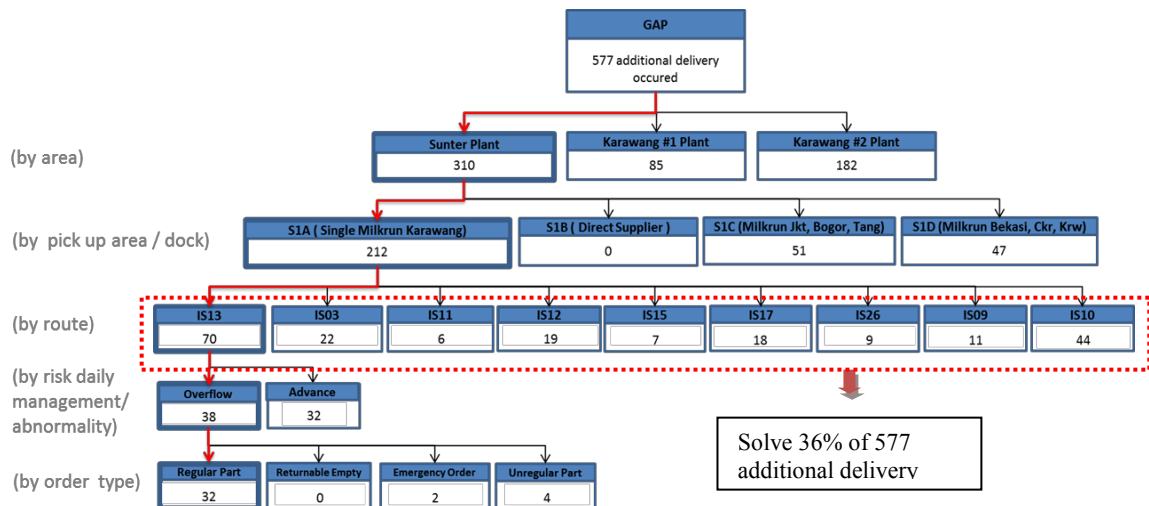 GAP
577 additional delivery
occured
(by area)
Sunter Plant
310
Karawang #1 Plant
85
Karawang #2 Plant
182
(by pick up area / dock)
S1A ( Single Milkrun Karawang)
212
S1B ( Direct Supplier )
0
S1C (Milkrun Jkt, Bogor, Tang)
51
S1D (Milkrun Bekasi, Ckr, Krw)
47
(by route)
IS13
70
IS03
22
IS11
6
IS12
19
IS15
7
IS17
18
IS26
9
IS09
11
IS10
44
(by risk daily
management/
abnormality)
Overflow
38
Advance
32
Solve 36% of 577
additional delivery
(by order type)
Regular Part
32
Returnable Empty
0
Emergency Order
2
Unregular Part
4